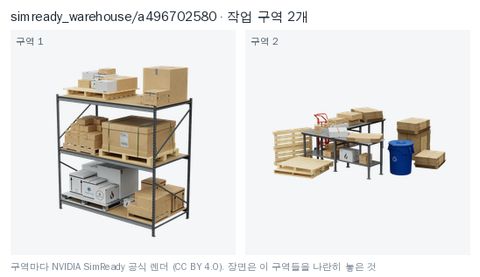 simready_warehouse/a496702580 · 작업 구역 2개
구역 1
구역 2
구역마다 NVIDIA SimReady 공식 렌더 (CC BY 4.0). 장면은 이 구역들을 나란히 놓은 것